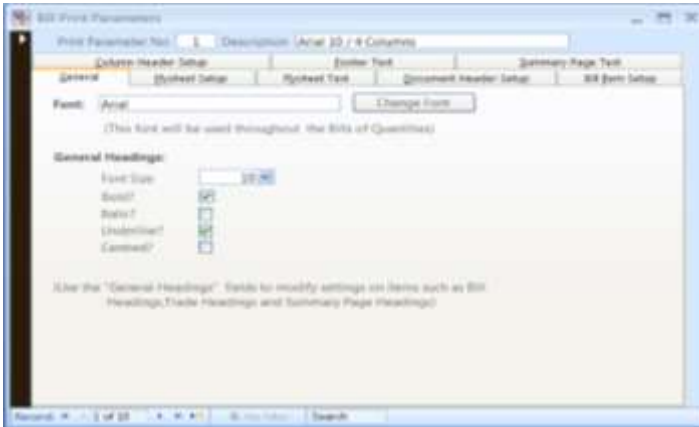 Bill Print Parameters
Print Parameter No: 1 Description: Arial 10 / 4 Columns
Column Header Setup Footer Text Summary Page Text
General Flysheet Setup Flysheet Text Document Header Setup Bill Item Setup
Font: Arial Change Font
(This font will be used throughout the Bills of Quantities)
General Headings:
Font Size: 10
Bold?
Italic?
Underline?
Centred?
(Use the "General Headings" fields to modify settings on items such as Bill
Headings,Trade Headings and Summary Page Headings)
Record: 1 of 10 No Filter Search